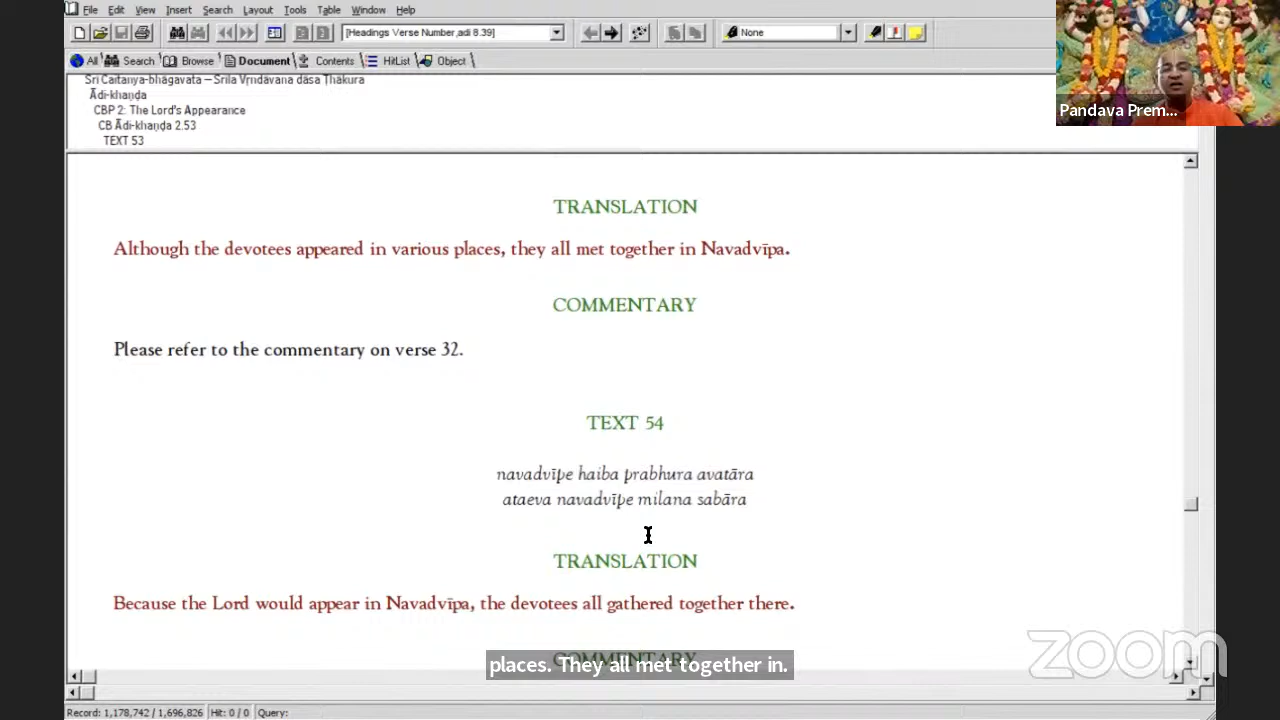 File Edit View Insert Search Layout Tools Table Window Help
[Headings Verse Number,adi 8.39]
None
All Search Browse Document Contents HitList Object
Śrī Caitanya-bhāgavata – Śrīla Vṛndāvana dāsa Ṭhākura
Ādi-khaṇḍa
CBP 2: The Lord's Appearance
CB Ādi-khaṇḍa 2.53
TEXT 53
Pandava Prem...
TRANSLATION
Although the devotees appeared in various places, they all met together in Navadvīpa.
COMMENTARY
Please refer to the commentary on verse 32.
TEXT 54
navadvīpe haiba prabhura avatāra
ataeva navadvīpe milana sabāra
TRANSLATION
Because the Lord would appear in Navadvīpa, the devotees all gathered together there.
COMMENTARY
places. They all met together in.
zoom
Record: 1,178,742 / 1,696,826 Hit: 0 / 0 Query: